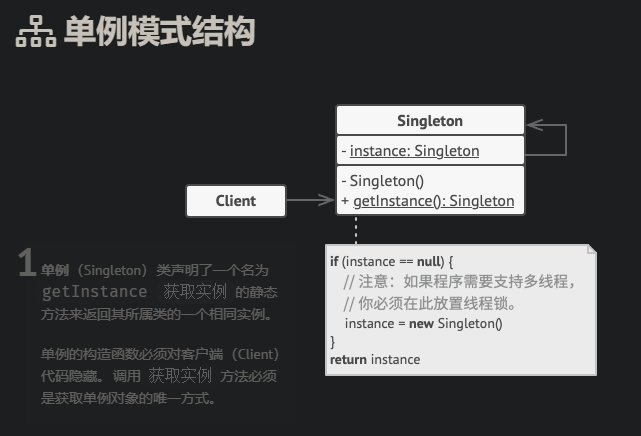 单例模式结构
Singleton
- instance: Singleton
- Singleton()
+ getInstance(): Singleton
Client
1
单例（Singleton）类声明了一个名为
getInstance 获取实例 的静态
方法来返回其所属类的一个相同实例。
单例的构造函数必须对客户端（Client）
代码隐藏。调用 获取实例 方法必须
是获取单例对象的唯一方式。
if (instance == null) {
// 注意：如果程序需要支持多线程，
// 你必须在此放置线程锁。
instance = new Singleton()
}
return instance